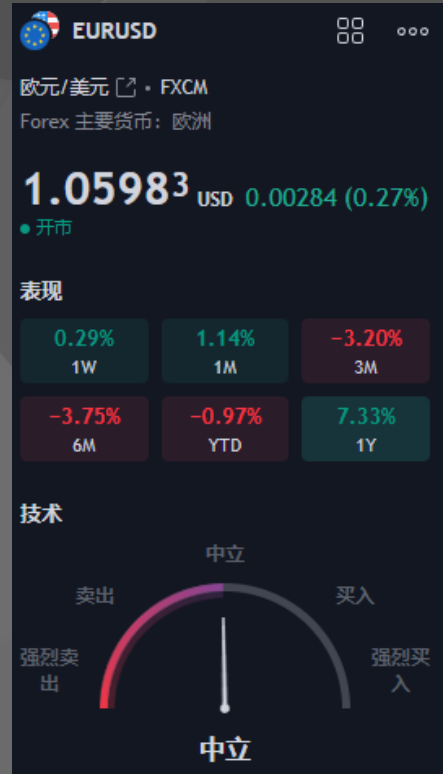 EURUSD
欧元/美元 • FXCM
Forex 主要货币：欧洲
1.05983 USD 0.00284 (0.27%)
开市
表现
0.29% 1.14% −3.20%
1W 1M 3M
−3.75% −0.97% 7.33%
6M YTD 1Y
技术
中立
卖出 买入
强烈卖 强烈买
出 入
中立